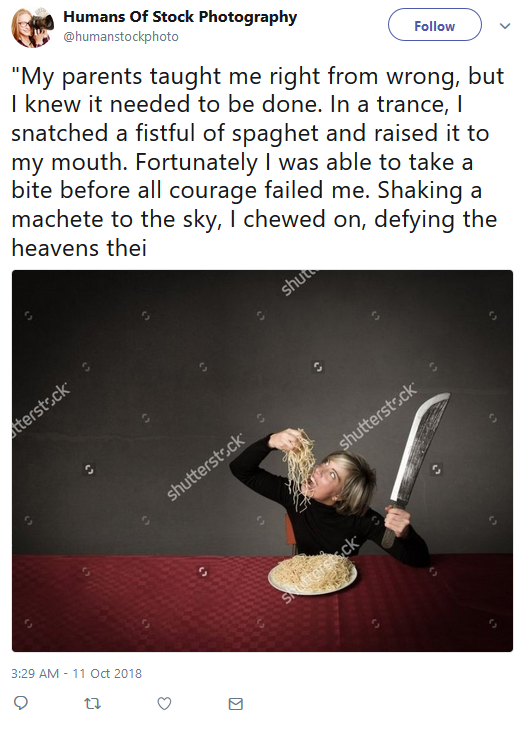 Humans Of Stock Photography
@humanstockphoto
Follow
"My parents taught me right from wrong, but
I knew it needed to be done. In a trance, I
snatched a fistful of spaghet and raised it to
my mouth. Fortunately I was able to take a
bite before all courage failed me. Shaking a
machete to the sky, I chewed on, defying the
heavens thei
shutt
tterstock
shutterstock
shutterstock
shutterstock
3:29 AM - 11 Oct 2018